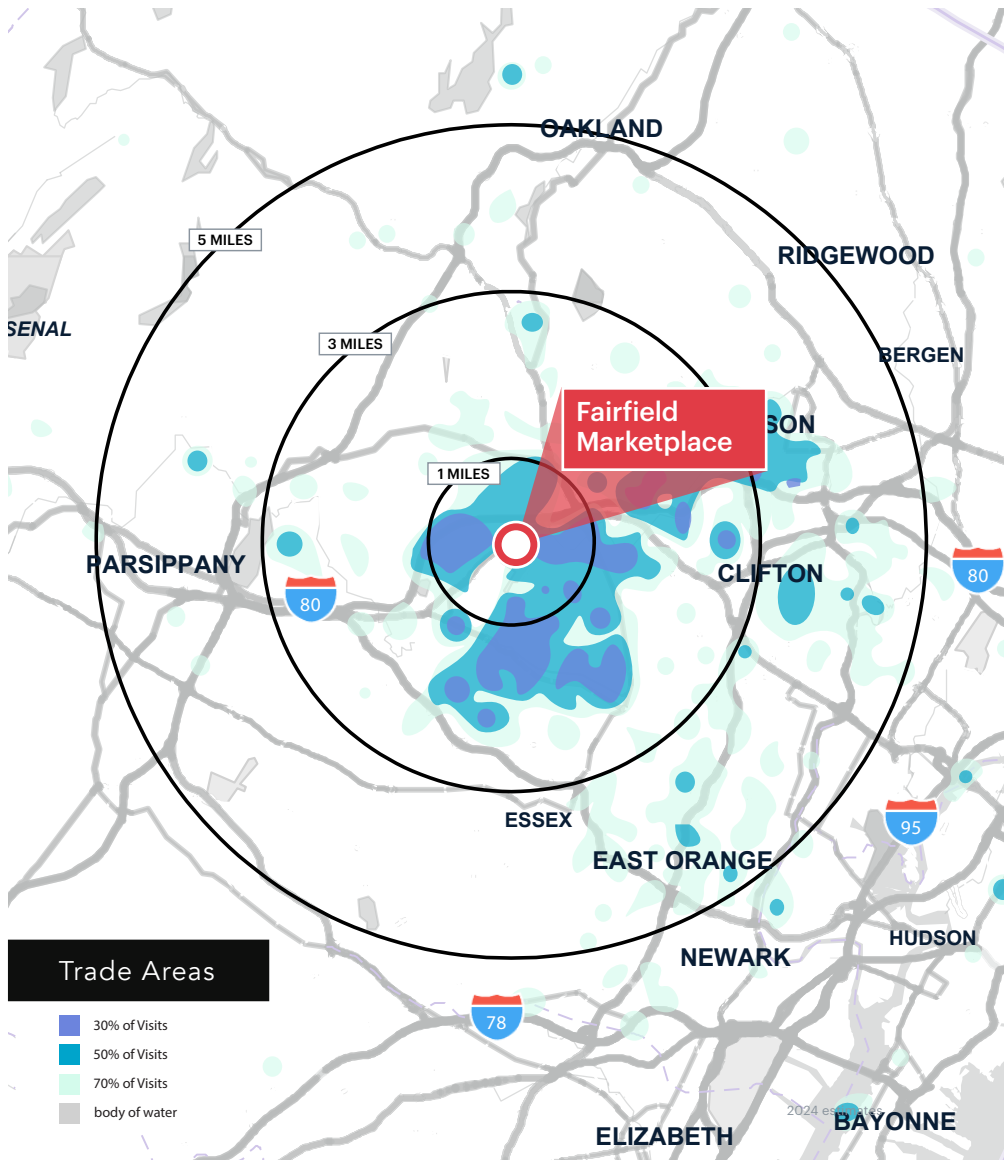 OAKLAND
5 MILES
RIDGEWOOD
SENAL
3 MILES
BERGEN
Fairfield
Marketplace
SON
1 MILES
PARSIPPANY
CLIFTON
80
80
ESSEX
95
EAST ORANGE
HUDSON
NEWARK
Trade Areas
78
30% of Visits
50% of Visits
70% of Visits
body of water
2024 estimates
BAYONNE
ELIZABETH